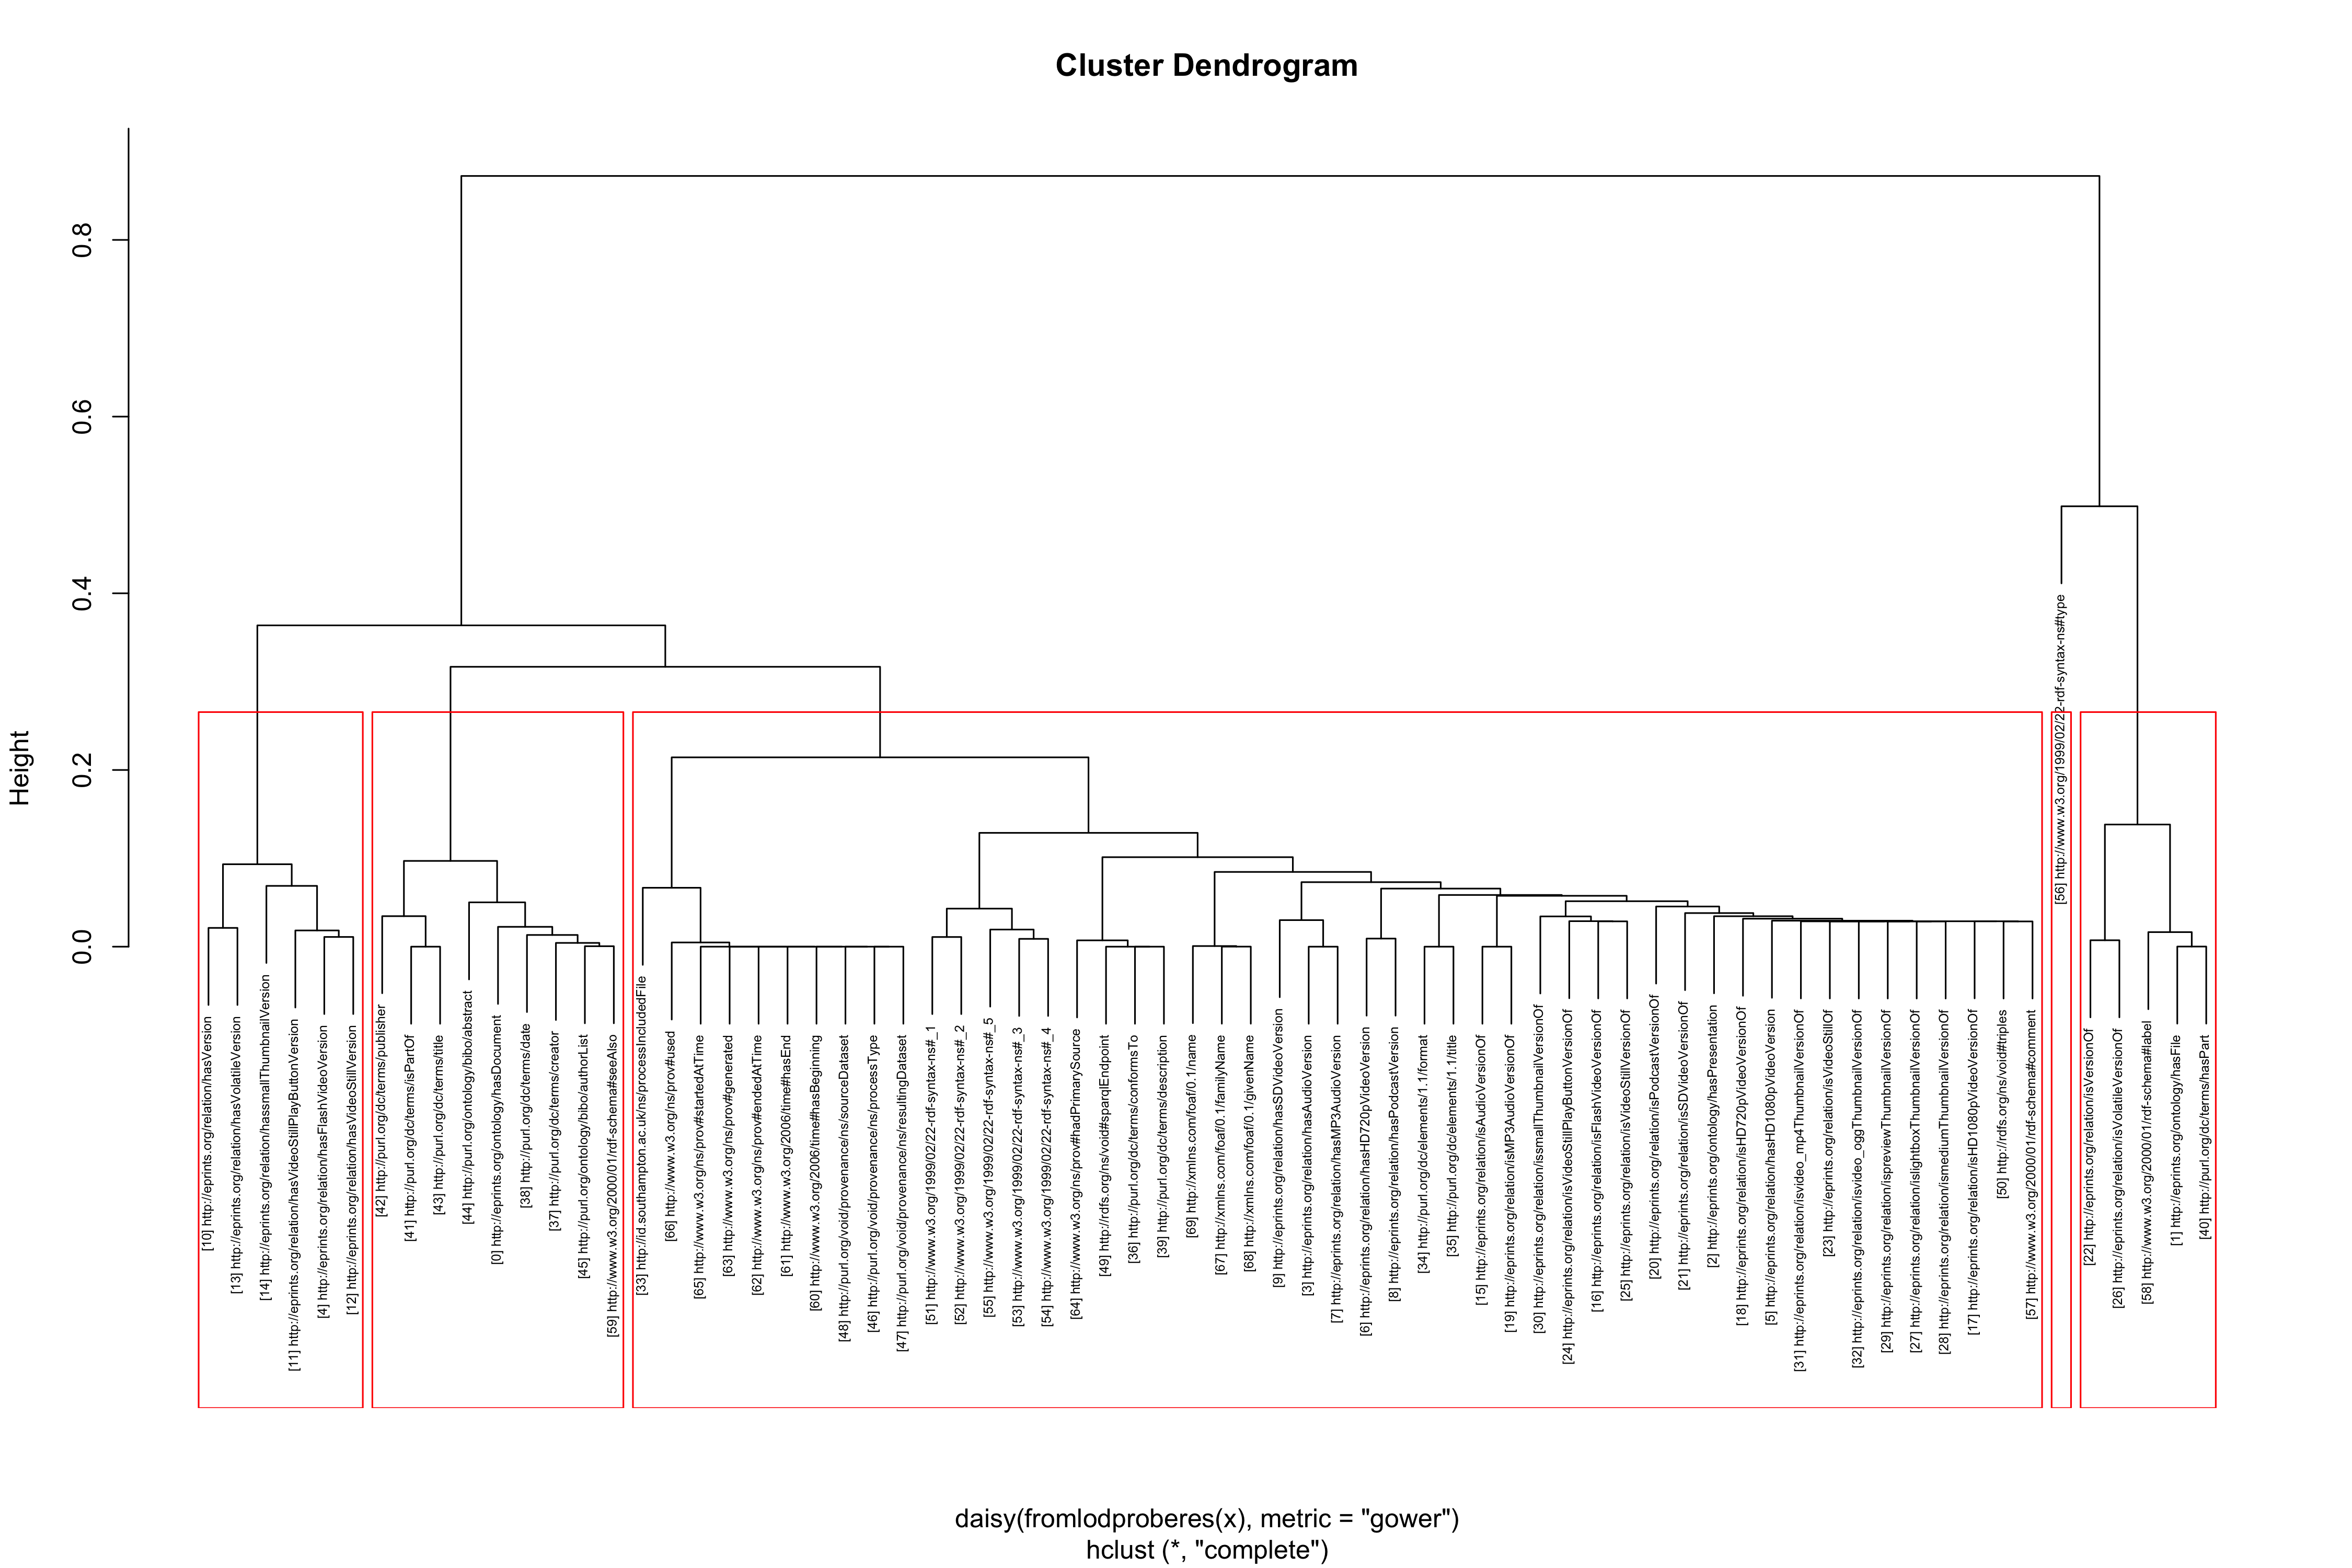 Cluster Dendrogram
Height
0.0
0.2
0.4
0.6
0.8
[10] http://eprints.org/relation/hasVersion
[13] http://eprints.org/relation/hasVolatileVersion
[14] http://eprints.org/relation/hassmallThumbnailVersion
[11] http://eprints.org/relation/hasVideoStillPlayButtonVersion
[4] http://eprints.org/relation/hasFlashVideoVersion
[12] http://eprints.org/relation/hasVideoStillVersion
[42] http://purl.org/dc/terms/publisher
[41] http://purl.org/dc/terms/isPartOf
[43] http://purl.org/dc/terms/title
[44] http://purl.org/ontology/bibo/abstract
[0] http://eprints.org/ontology/hasDocument
[38] http://purl.org/dc/terms/date
[37] http://purl.org/dc/terms/creator
[45] http://purl.org/ontology/bibo/authorList
[59] http://www.w3.org/2000/01/rdf-schema#seeAlso
[33] http://id.southampton.ac.uk/ns/processIncludedFile
[66] http://www.w3.org/ns/prov#used
[65] http://www.w3.org/ns/prov#startedAtTime
[63] http://www.w3.org/ns/prov#generated
[62] http://www.w3.org/ns/prov#endedAtTime
[61] http://www.w3.org/2006/time#hasEnd
[60] http://www.w3.org/2006/time#hasBeginning
[48] http://purl.org/void/provenance/ns/sourceDataset
[46] http://purl.org/void/provenance/ns/processType
[47] http://purl.org/void/provenance/ns/resultingDataset
[51] http://www.w3.org/1999/02/22-rdf-syntax-ns#_1
[52] http://www.w3.org/1999/02/22-rdf-syntax-ns#_2
[55] http://www.w3.org/1999/02/22-rdf-syntax-ns#_5
[53] http://www.w3.org/1999/02/22-rdf-syntax-ns#_3
[54] http://www.w3.org/1999/02/22-rdf-syntax-ns#_4
[64] http://www.w3.org/ns/prov#hadPrimarySource
[49] http://rdfs.org/ns/void#sparqlEndpoint
[36] http://purl.org/dc/terms/conformsTo
[39] http://purl.org/dc/terms/description
[69] http://xmlns.com/foaf/0.1/name
[67] http://xmlns.com/foaf/0.1/familyName
[68] http://xmlns.com/foaf/0.1/givenName
[9] http://eprints.org/relation/hasSDVideoVersion
[3] http://eprints.org/relation/hasAudioVersion
[7] http://eprints.org/relation/hasMP3AudioVersion
[6] http://eprints.org/relation/hasHD720pVideoVersion
[8] http://eprints.org/relation/hasPodcastVersion
[34] http://purl.org/dc/elements/1.1/format
[35] http://purl.org/dc/elements/1.1/title
[15] http://eprints.org/relation/isAudioVersionOf
[19] http://eprints.org/relation/isMP3AudioVersionOf
[30] http://eprints.org/relation/issmallThumbnailVersionOf
[24] http://eprints.org/relation/isVideoStillPlayButtonVersionOf
[16] http://eprints.org/relation/isFlashVideoVersionOf
[25] http://eprints.org/relation/isVideoStillVersionOf
[20] http://eprints.org/relation/isPodcastVersionOf
[21] http://eprints.org/relation/isSDVideoVersionOf
[2] http://eprints.org/ontology/hasPresentation
[18] http://eprints.org/relation/isHD720pVideoVersionOf
[5] http://eprints.org/relation/hasHD1080pVideoVersion
[31] http://eprints.org/relation/isvideo_mp4ThumbnailVersionOf
[23] http://eprints.org/relation/isVideoStillOf
[32] http://eprints.org/relation/isvideo_oggThumbnailVersionOf
[29] http://eprints.org/relation/ispreviewThumbnailVersionOf
[27] http://eprints.org/relation/islightboxThumbnailVersionOf
[28] http://eprints.org/relation/ismediumThumbnailVersionOf
[17] http://eprints.org/relation/isHD1080pVideoVersionOf
[50] http://rdfs.org/ns/void#triples
[57] http://www.w3.org/2000/01/rdf-schema#comment
[56] http://www.w3.org/1999/02/22-rdf-syntax-ns#type
[22] http://eprints.org/relation/isVersionOf
[26] http://eprints.org/relation/isVolatileVersionOf
[58] http://www.w3.org/2000/01/rdf-schema#label
[1] http://eprints.org/ontology/hasFile
[40] http://purl.org/dc/terms/hasPart
daisy(fromlodproberes(x), metric = "gower")
hclust (*, "complete")